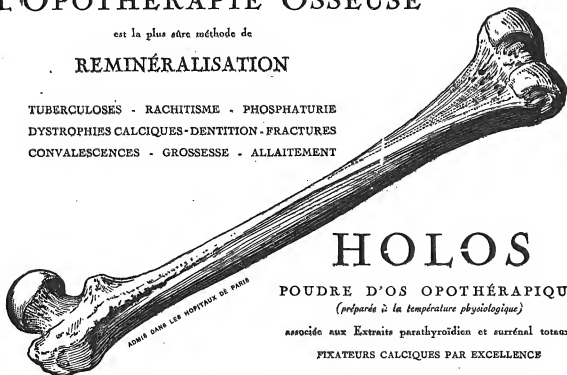 L'OPOTHÉRAPIE OSSEUSE
est la plus sûre méthode de
REMINÉRALISATION
TUBERCULOSES - RACHITISME - PHOSPHATURIE
DYSTROPHIES CALCIQUES - DENTITION - FRACTURES
CONVALESCENCES - GROSSESSE - ALLAITEMENT
ADMIS DANS LES HOPITAUX DE PARIS
HOLOS
POUDRE D'OS OPOTHÉRAPIQU
(préparée à la température physiologique)
associée aux Extraits parathyroïdien et surrénal totaux
FIXATEURS CALCIQUES PAR EXCELLENCE